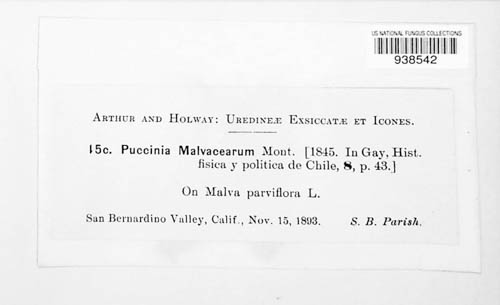 US NATIONAL FUNGUS COLLECTIONS
938542
ARTHUR AND HOLWAY: UREDINEÆ EXSICCATÆ ET ICONES.
15c. Puccinia Malvacearum Mont. [1845. In Gay, Hist.
fisica y politica de Chile, 8, p. 43.]
On Malva parviflora L.
San Bernardino Valley, Calif., Nov. 15, 1893. S. B. Parish.